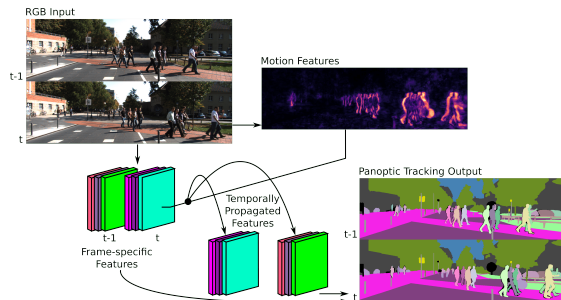 RGB Input
t-1
t
Motion Features
t-1
t
Frame-specific
Features
Temporally
Propagated
Features
Panoptic Tracking Output
t-1
t